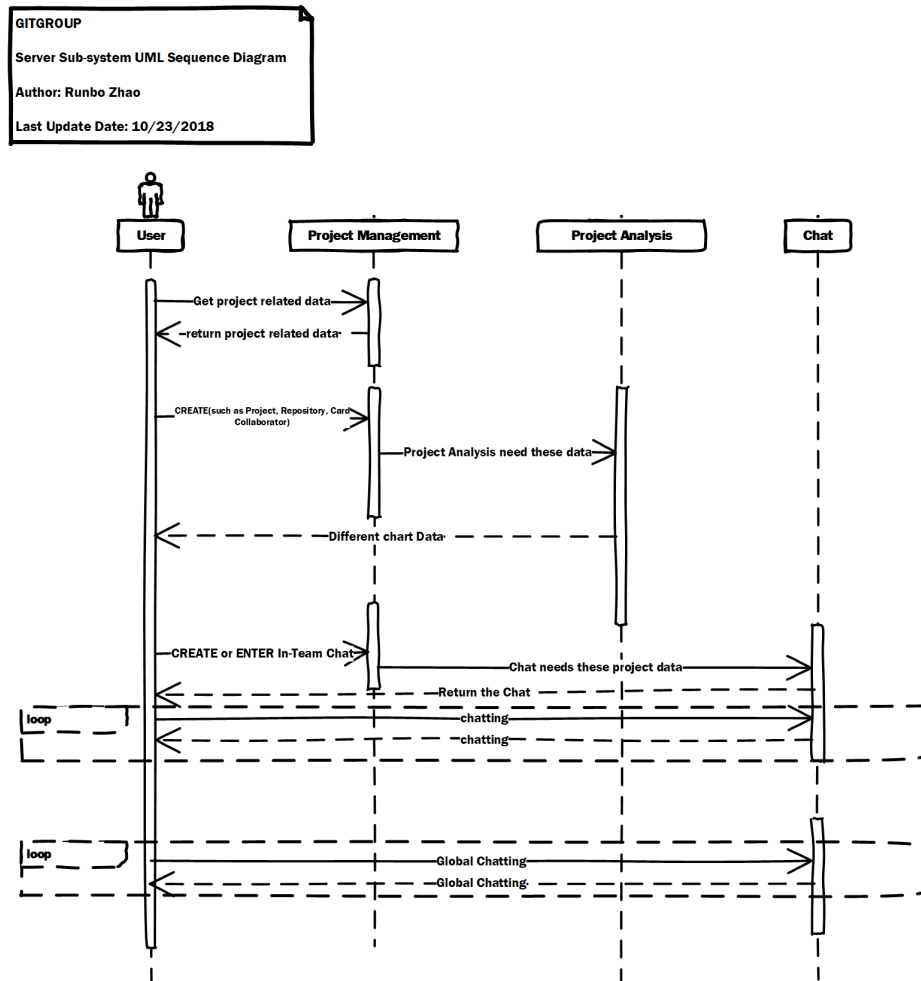 GITGROUP
Server Sub-system UML Sequence Diagram
Author: Runbo Zhao
Last Update Date: 10/23/2018
User
Project Management
Project Analysis
Chat
Get project related data
return project related data
CREATE(such as Project, Repository, Card
Collaborator)
Project Analysis need these data
Different chart Data
CREATE or ENTER In-Team Chat
Chat needs these project data
Return the Chat
loop
chatting
chatting
loop
Global Chatting
Global Chatting